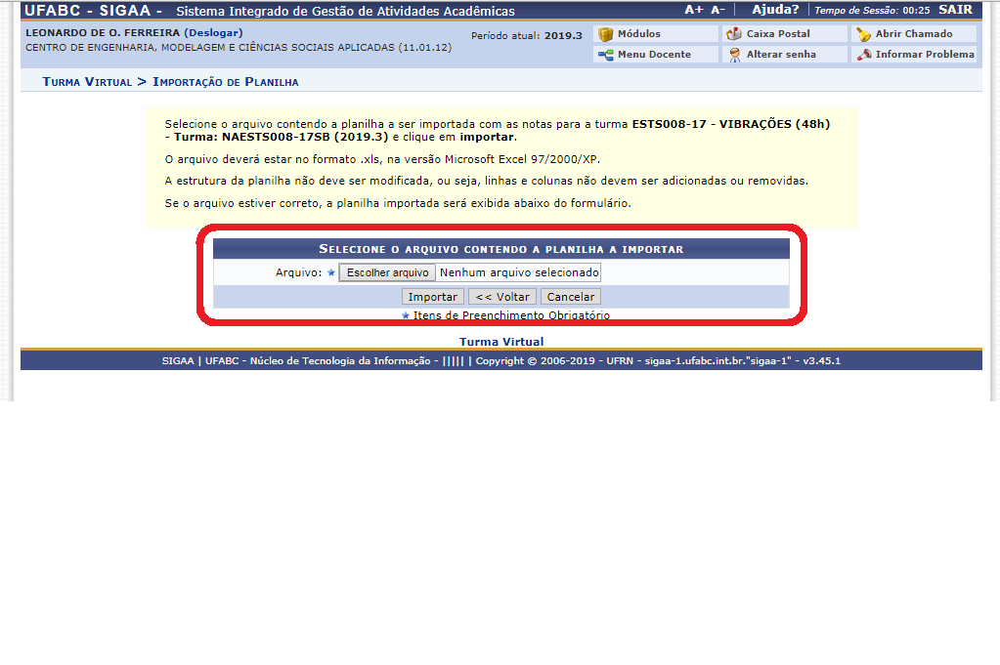 UFABC - SIGAA - Sistema Integrado de Gestão de Atividades Acadêmicas A+ A- Ajuda? Tempo de Sessão: 00:25 SAIR
LEONARDO DE O. FERREIRA (Deslogar) Período atual: 2019.3 Módulos Caixa Postal Abrir Chamado
CENTRO DE ENGENHARIA, MODELAGEM E CIÊNCIAS SOCIAIS APLICADAS (11.01.12) Menu Docente Alterar senha Informar Problema
Turma Virtual > Importação de Planilha
Selecione o arquivo contendo a planilha a ser importada com as notas para a turma ESTS008-17 - VIBRAÇÕES (48h)
- Turma: NAESTS008-17SB (2019.3) e clique em importar.
O arquivo deverá estar no formato .xls, na versão Microsoft Excel 97/2000/XP.
A estrutura da planilha não deve ser modificada, ou seja, linhas e colunas não devem ser adicionadas ou removidas.
Se o arquivo estiver correto, a planilha importada será exibida abaixo do formulário.
Selecione o arquivo contendo a planilha a importar
Arquivo: Escolher arquivo Nenhum arquivo selecionado
Importar << Voltar Cancelar
Itens de Preenchimento Obrigatório
Turma Virtual
SIGAA | UFABC - Núcleo de Tecnologia da Informação - ||||| | Copyright © 2006-2019 - UFRN - sigaa-1.ufabc.int.br."sigaa-1" - v3.45.1